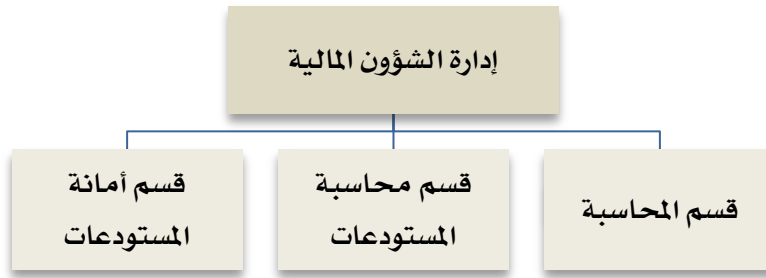 إدارة الشؤون المالية
قسم المحاسبة
قسم محاسبة
المستودعات
قسم أمانة
المستودعات